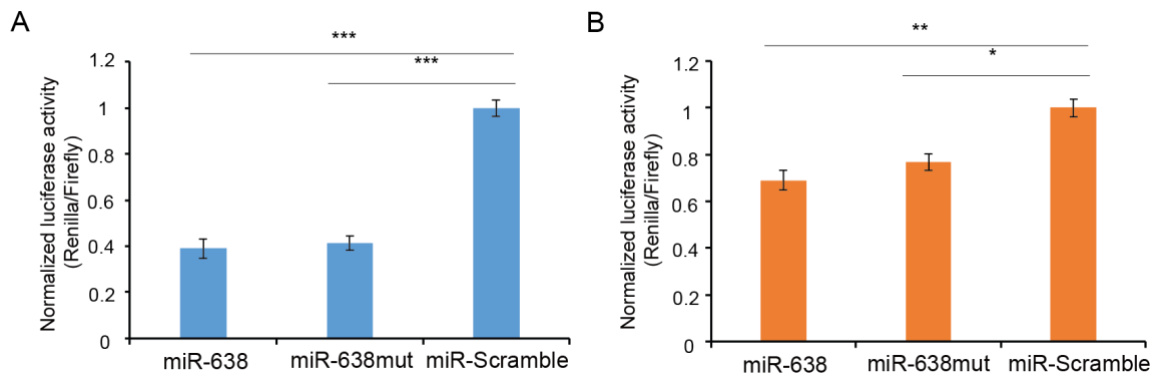 A
***
***
1.2
1
0.8
0.6
0.4
0.2
0
Normalized luciferase activity
(Renilla/Firefly)
miR-638
miR-638mut
miR-Scramble
B
**
*
1.2
1
0.8
0.6
0.4
0.2
0
Normalized luciferase activity
(Renilla/Firefly)
miR-638
miR-638mut
miR-Scramble